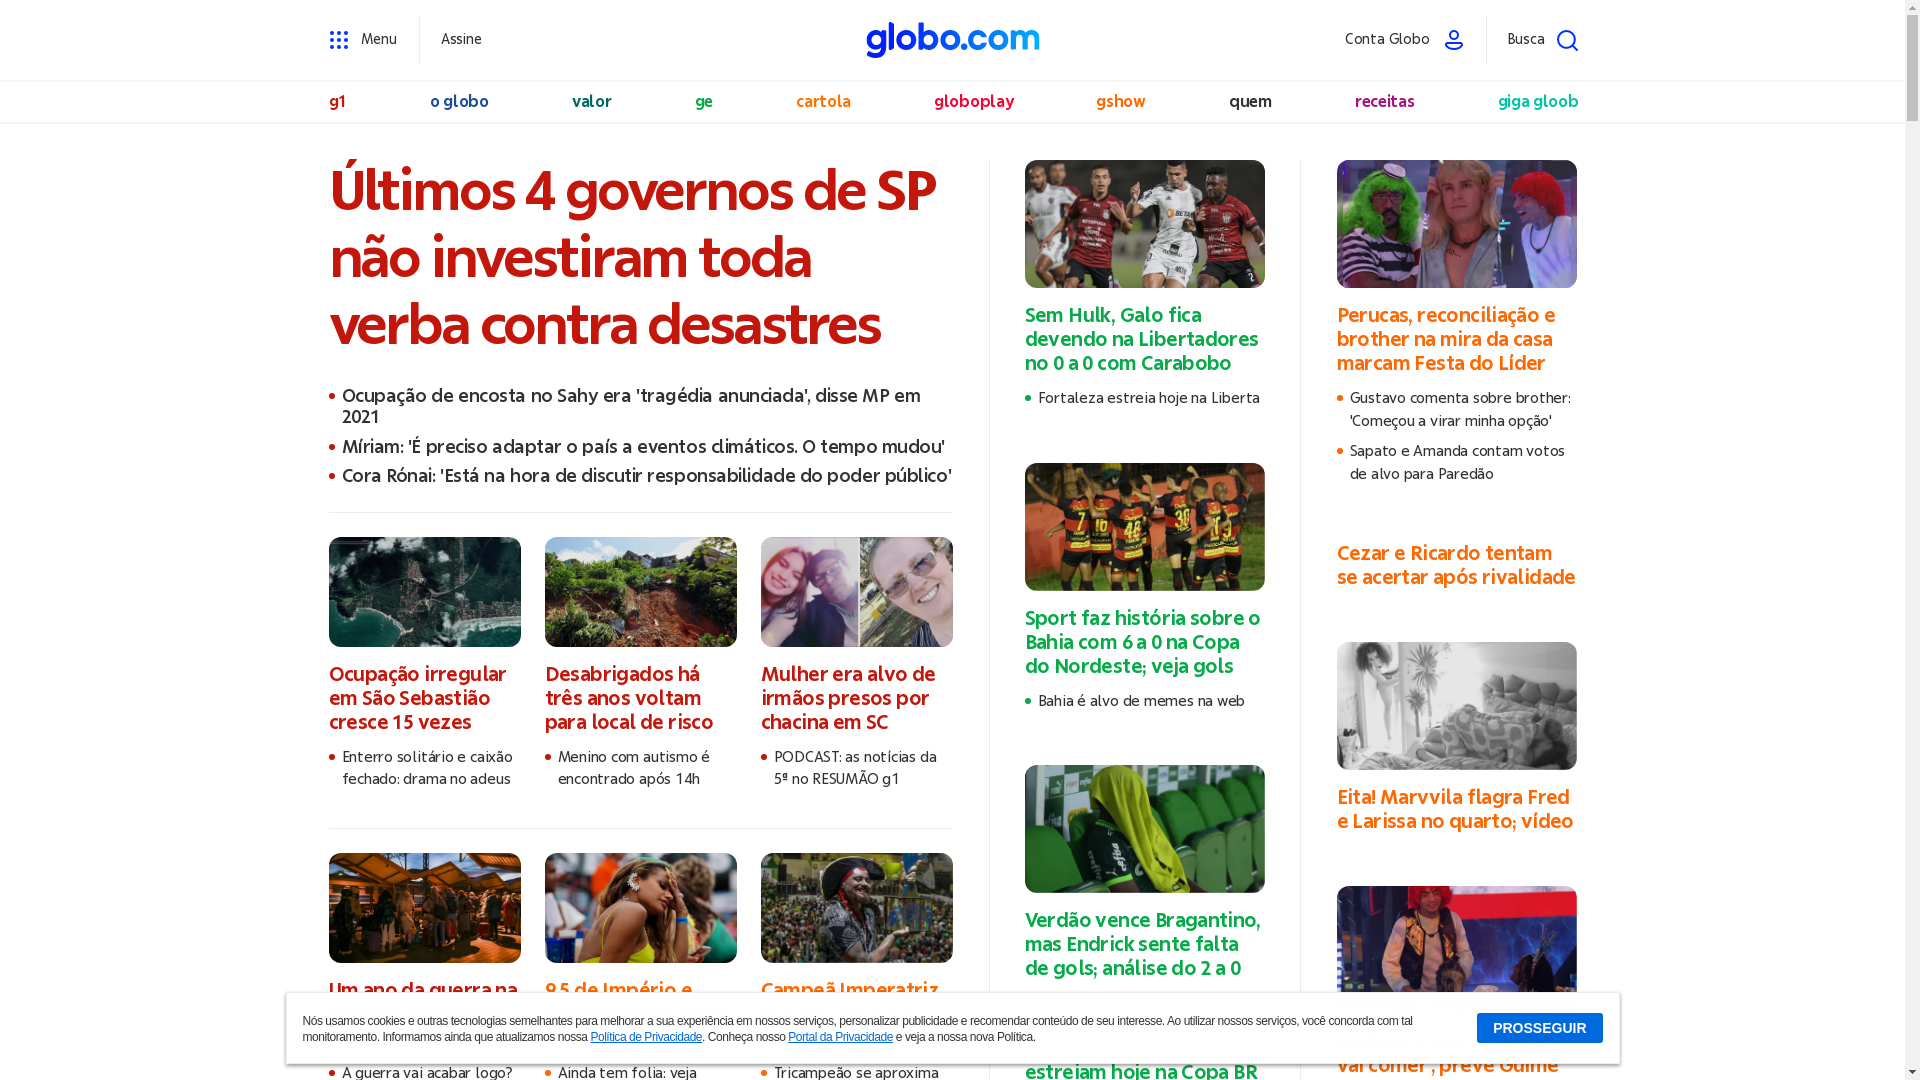 Menu
Assine
globo.com
Conta Globo
Busca
g1
o globo
valor
ge
cartola
globoplay
gshow
quem
receitas
giga gloob
Últimos 4 governos de SP
não investiram toda
verba contra desastres
Ocupação de encosta no Sahy era 'tragédia anunciada', disse MP em
2021
Míriam: 'É preciso adaptar o país a eventos climáticos. O tempo mudou'
Cora Rónai: 'Está na hora de discutir responsabilidade do poder público'
Ocupação irregular
em São Sebastião
cresce 15 vezes
Enterro solitário e caixão
fechado: drama no adeus
Desabrigados há
três anos voltam
para local de risco
Menino com autismo é
encontrado após 14h
Mulher era alvo de
irmãos presos por
chacina em SC
PODCAST: as notícias da
5ª no RESUMÃO g1
Um ano da guerra na
A guerra vai acabar logo?
9,5 de Império e
Ainda tem folia: veja
Campeã Imperatriz
Tricampeão se aproxima
Sem Hulk, Galo fica
devendo na Libertadores
no 0 a 0 com Carabobo
Fortaleza estreia hoje na Liberta
Sport faz história sobre o
Bahia com 6 a 0 na Copa
do Nordeste; veja gols
Bahia é alvo de memes na web
Verdão vence Bragantino,
mas Endrick sente falta
de gols; análise do 2 a 0
estreiam hoje na Copa BR
Perucas, reconciliação e
brother na mira da casa
marcam Festa do Líder
Gustavo comenta sobre brother:
'Começou a virar minha opção'
Sapato e Amanda contam votos
de alvo para Paredão
Cezar e Ricardo tentam
se acertar após rivalidade
Eita! Marvvila flagra Fred
e Larissa no quarto; vídeo
vai comer', prevê Guimê
Nós usamos cookies e outras tecnologias semelhantes para melhorar a sua experiência em nossos serviços, personalizar publicidade e recomendar conteúdo de seu interesse. Ao utilizar nossos serviços, você concorda com tal
monitoramento. Informamos ainda que atualizamos nossa Política de Privacidade. Conheça nosso Portal da Privacidade e veja a nossa nova Política.
PROSSEGUIR